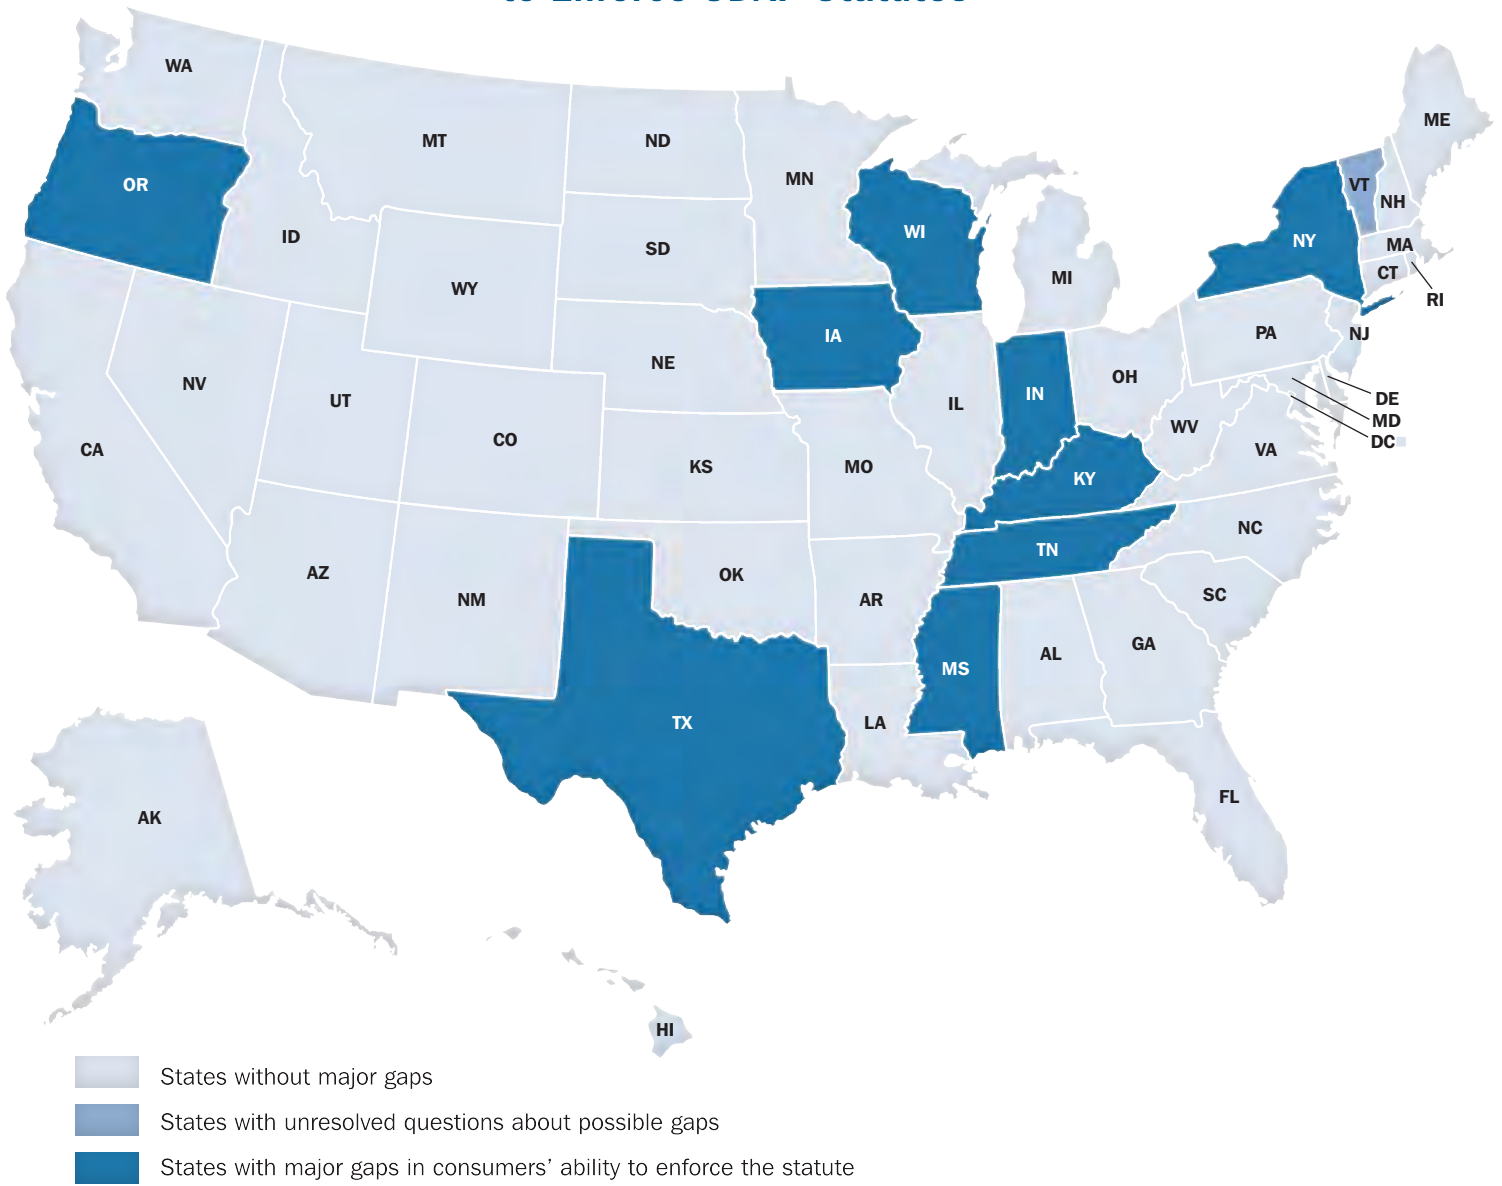 WA
MT
ND
MN
ME
OR
ID
SD
WI
VT
NH
NY
MA
WY
MI
CT
RI
IA
NE
PA
NJ
NV
UT
CO
IL
IN
OH
DE
MD
DC
WV
VA
CA
KS
MO
KY
NC
TN
AZ
NM
OK
AR
SC
MS
AL
GA
TX
LA
FL
AK
HI
States without major gaps
States with unresolved questions about possible gaps
States with major gaps in consumers’ ability to enforce the statute